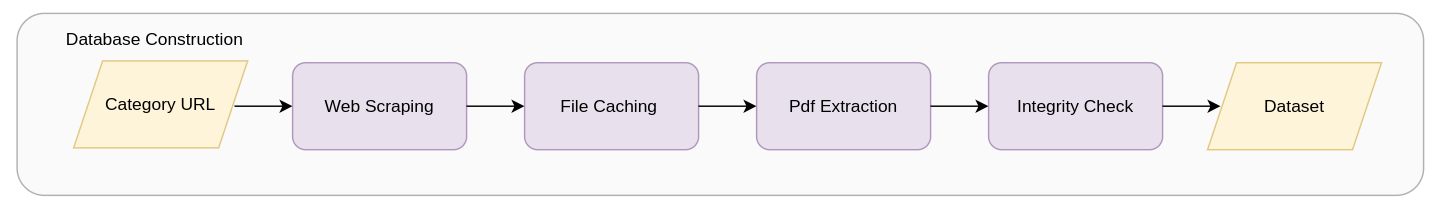 Database Construction
Category URL
Web Scraping
File Caching
Pdf Extraction
Integrity Check
Dataset